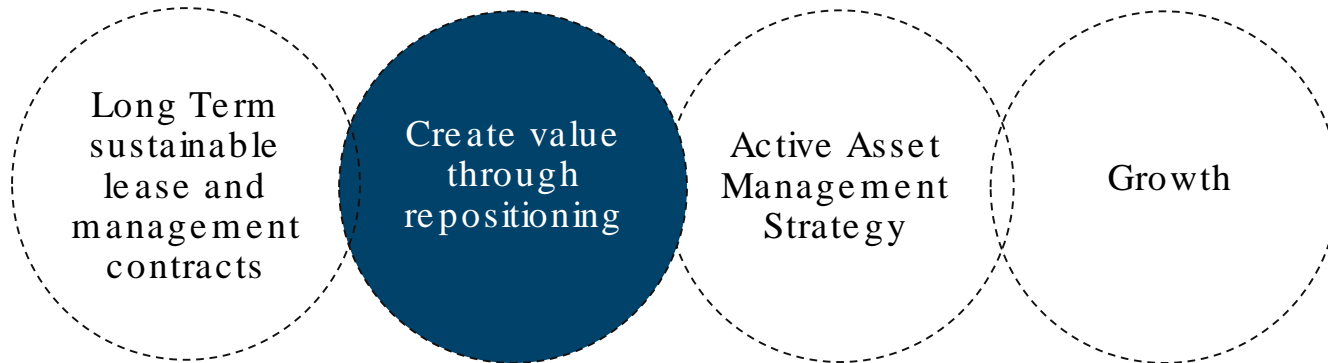 Long Term
sustainable
lease and
management
contracts
Create value
through
repositioning
Active Asset
Management
Strategy
Growth